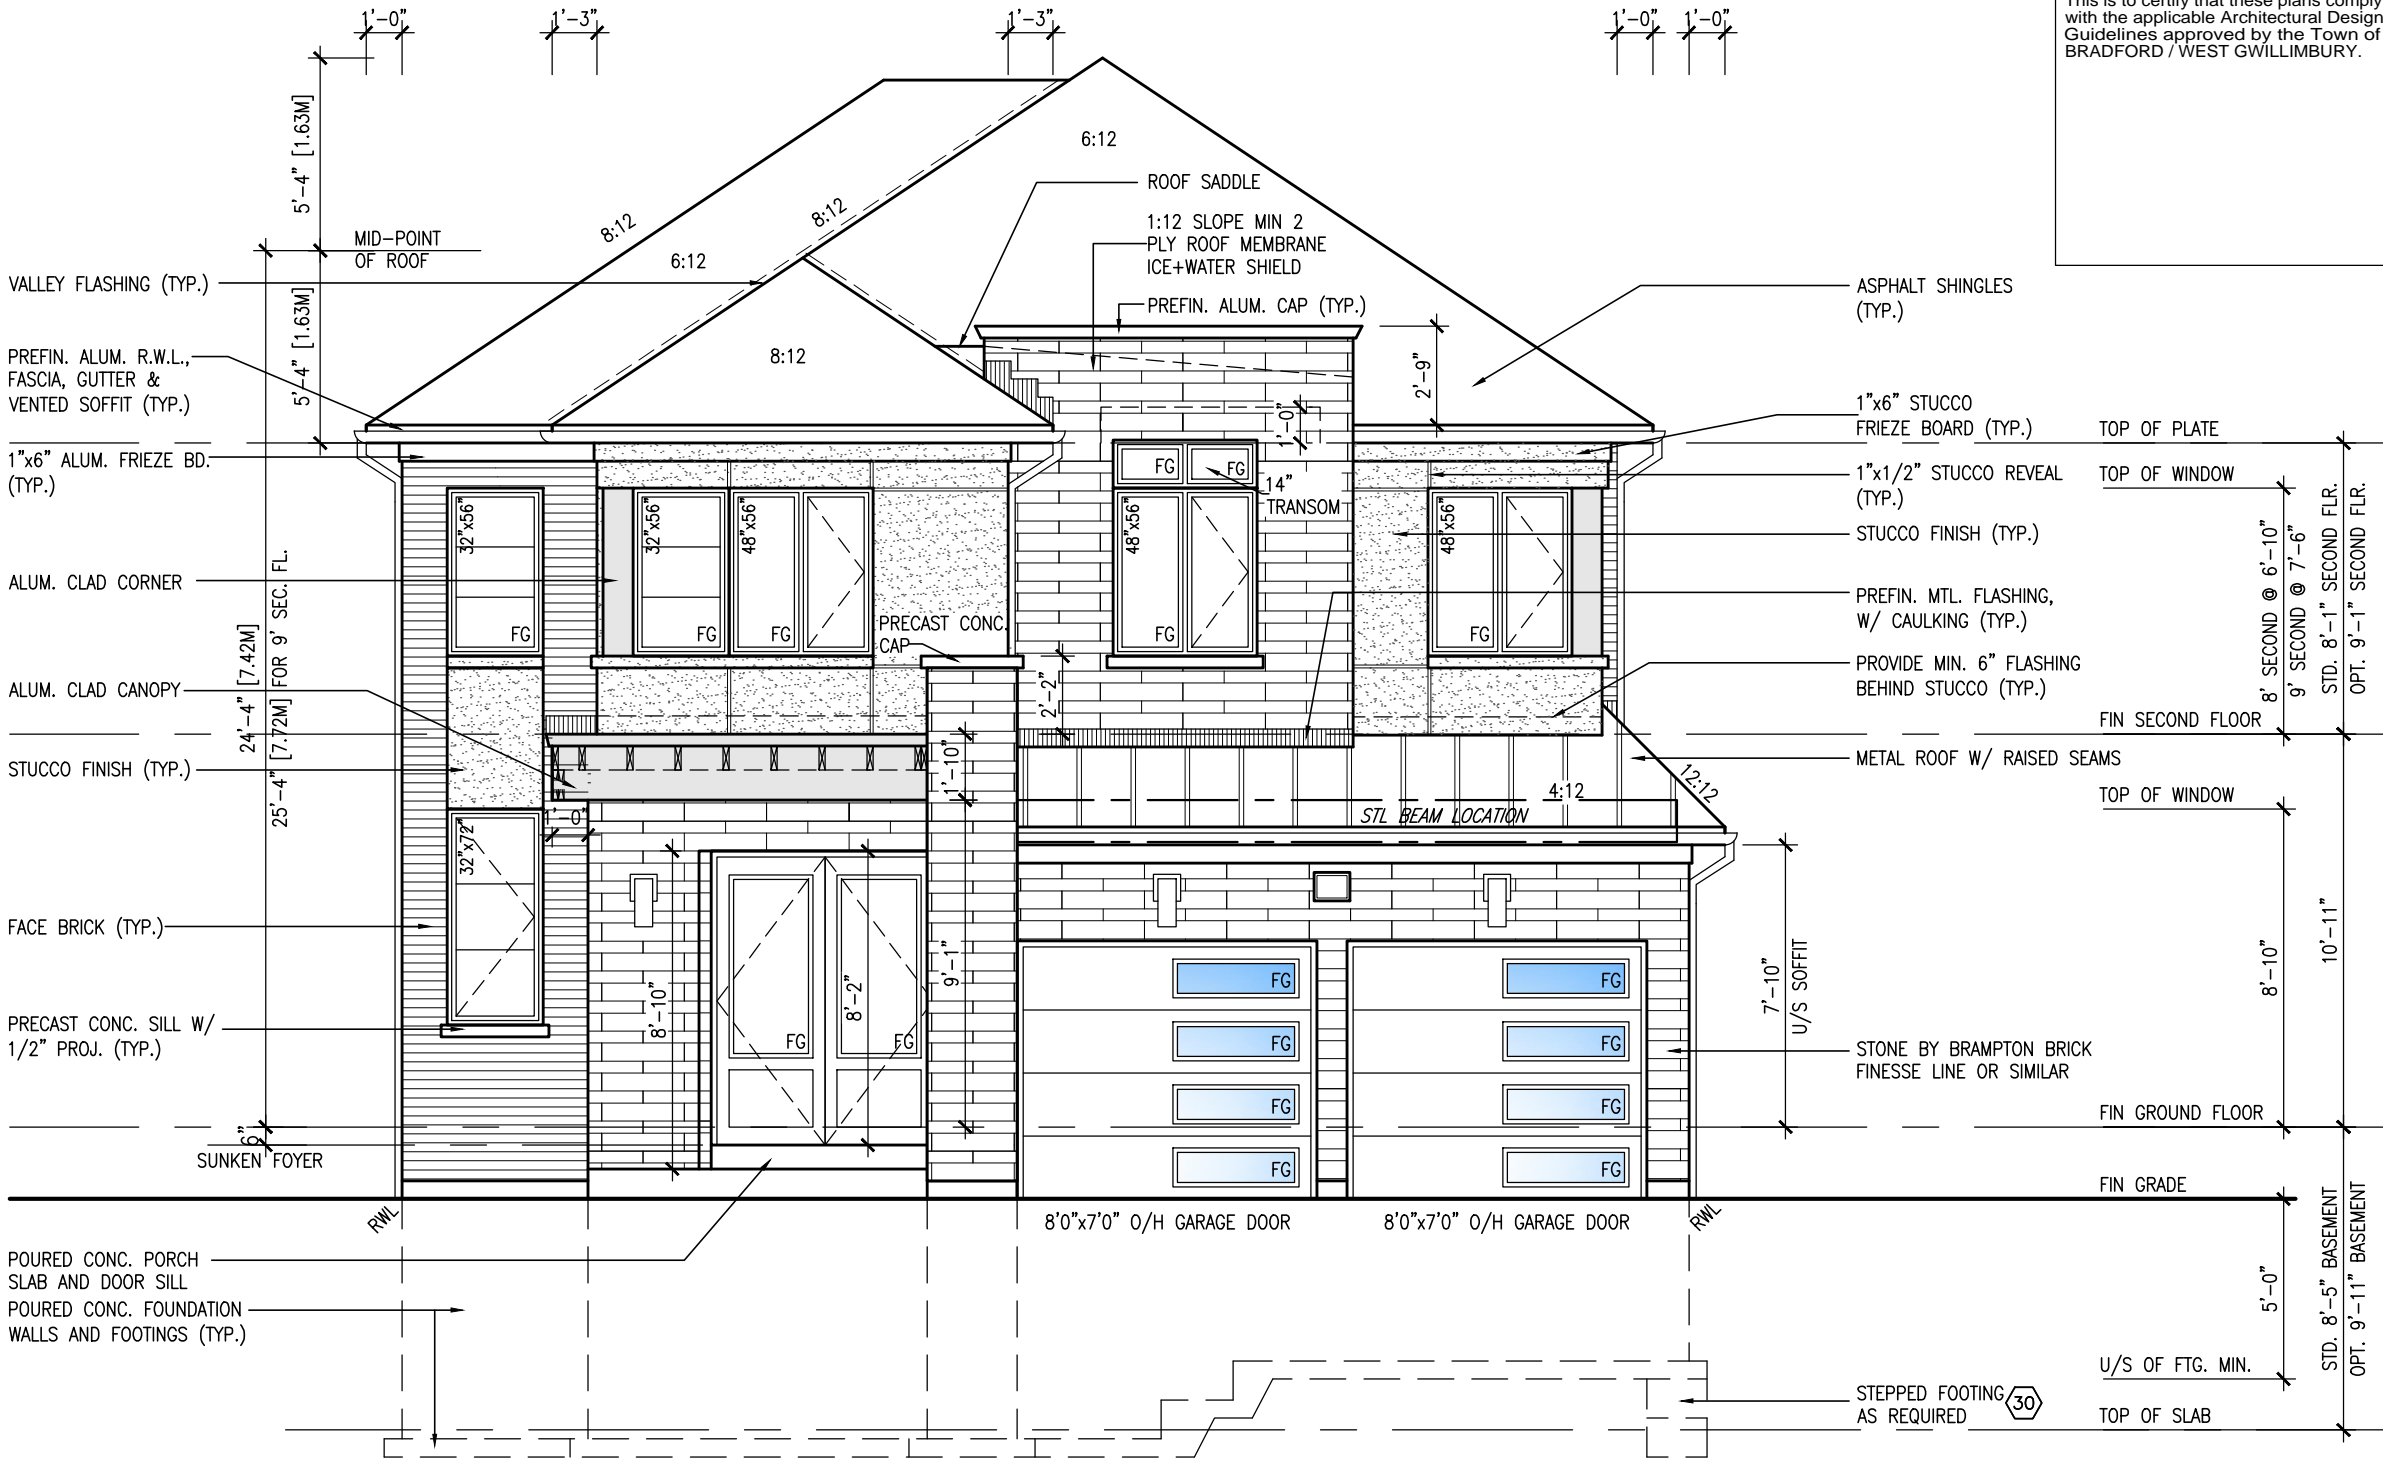 1'-0"
1'-3"
1'-3"
1'-0"
1'-0"
This is to certify that these plans comply
with the applicable Architectural Design
Guidelines approved by the Town of
BRADFORD / WEST GWILLIMBURY.
5'-4" [1.63M]
5'-4" [1.63M]
MID-POINT
OF ROOF
24'-4" [7.42M]
25'-4" [7.72M] FOR 9' SEC. FL.
VALLEY FLASHING (TYP.)
PREFIN. ALUM. R.W.L.,
FASCIA, GUTTER &
VENTED SOFFIT (TYP.)
1"x6" ALUM. FRIEZE BD.
(TYP.)
ALUM. CLAD CORNER
ALUM. CLAD CANOPY
STUCCO FINISH (TYP.)
FACE BRICK (TYP.)
PRECAST CONC. SILL W/
1/2" PROJ. (TYP.)
6"
SUNKEN FOYER
RWL
POURED CONC. PORCH
SLAB AND DOOR SILL
POURED CONC. FOUNDATION
WALLS AND FOOTINGS (TYP.)
8:12
6:12
8:12
8:12
6:12
ROOF SADDLE
1:12 SLOPE MIN 2
PLY ROOF MEMBRANE
ICE+WATER SHIELD
PREFIN. ALUM. CAP (TYP.)
2'-9"
1'-0"
FG
FG
14"
TRANSOM
32"x56"
FG
32"x56"
FG
48"x56"
FG
48"x56"
FG
48"x56"
FG
PRECAST CONC.
CAP
2'-2"
1'-10"
1'-0"
32"x72"
9'-1"
8'-10"
8'-2"
FG
FG
4:12
12:12
STL BEAM LOCATION
FG
FG
FG
FG
FG
FG
FG
FG
8'0"x7'0" O/H GARAGE DOOR
8'0"x7'0" O/H GARAGE DOOR
RWL
7'-10"
U/S SOFFIT
ASPHALT SHINGLES
(TYP.)
1"x6" STUCCO
FRIEZE BOARD (TYP.)
1"x1/2" STUCCO REVEAL
(TYP.)
STUCCO FINISH (TYP.)
PREFIN. MTL. FLASHING,
W/ CAULKING (TYP.)
PROVIDE MIN. 6" FLASHING
BEHIND STUCCO (TYP.)
METAL ROOF W/ RAISED SEAMS
STONE BY BRAMPTON BRICK
FINESSE LINE OR SIMILAR
STEPPED FOOTING 30
AS REQUIRED
TOP OF PLATE
TOP OF WINDOW
FIN SECOND FLOOR
TOP OF WINDOW
FIN GROUND FLOOR
FIN GRADE
U/S OF FTG. MIN.
TOP OF SLAB
8' SECOND @ 6'-10"
9' SECOND @ 7'-6"
STD. 8'-1" SECOND FLR.
OPT. 9'-1" SECOND FLR.
8'-10"
10'-11"
5'-0"
STD. 8'-5" BASEMENT
OPT. 9'-11" BASEMENT